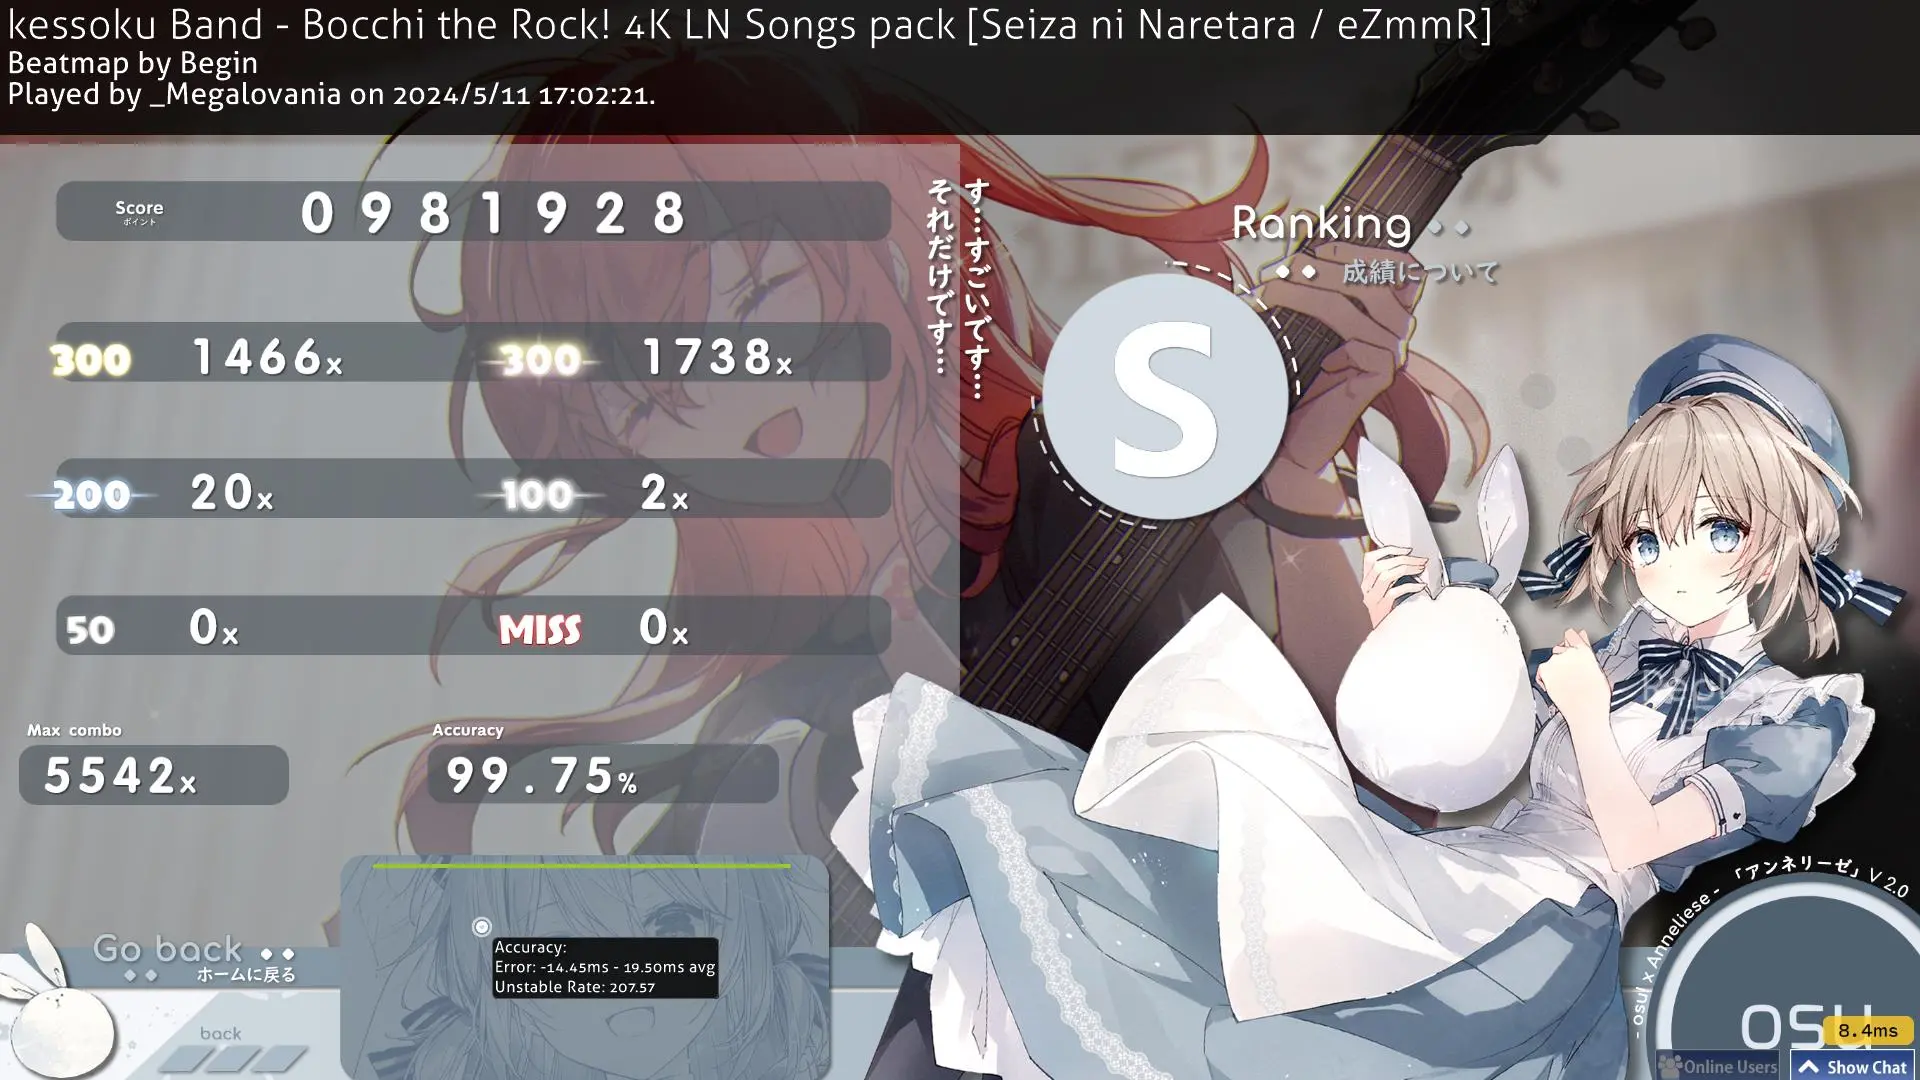 kessoku Band - Bocchi the Rock! 4K LN Songs pack [Seiza ni Naretara / eZmmR]
Beatmap by Begin
Played by _Megalovania on 2024/5/11 17:02:21.
Score
ポイント
0981928
す…すごいです…
それだけです…
Ranking
成績について
S
300 1466x 300 1738x
200 20x 100 2x
50 0x MISS 0x
Max combo
5542x
Accuracy
99.75%
Accuracy:
Error: -14.45ms - 19.50ms avg
Unstable Rate: 207.57
Go back
ホームに戻る
back
- osu! x Anneliese - 「アンネリーゼ」 V 2.0
osu
8.4ms
Online Users
Show Chat